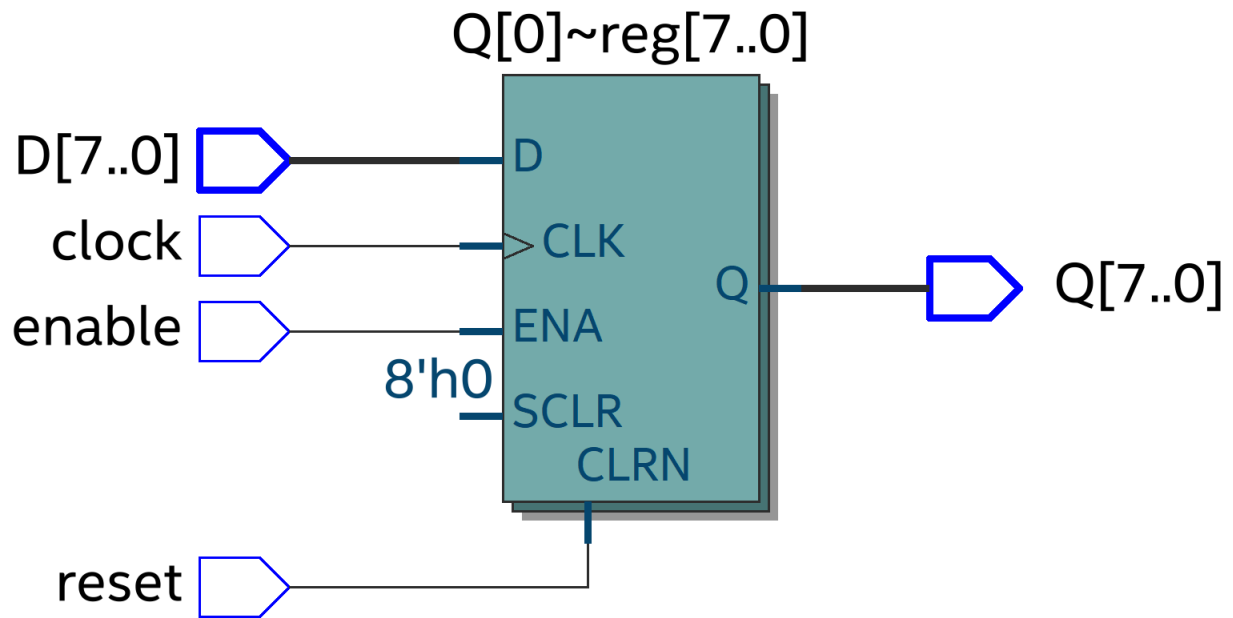 Q[0]~reg[7..0]
D[7..0]
D
clock
CLK
Q
Q[7..0]
enable
ENA
8'h0
SCLR
CLRN
reset